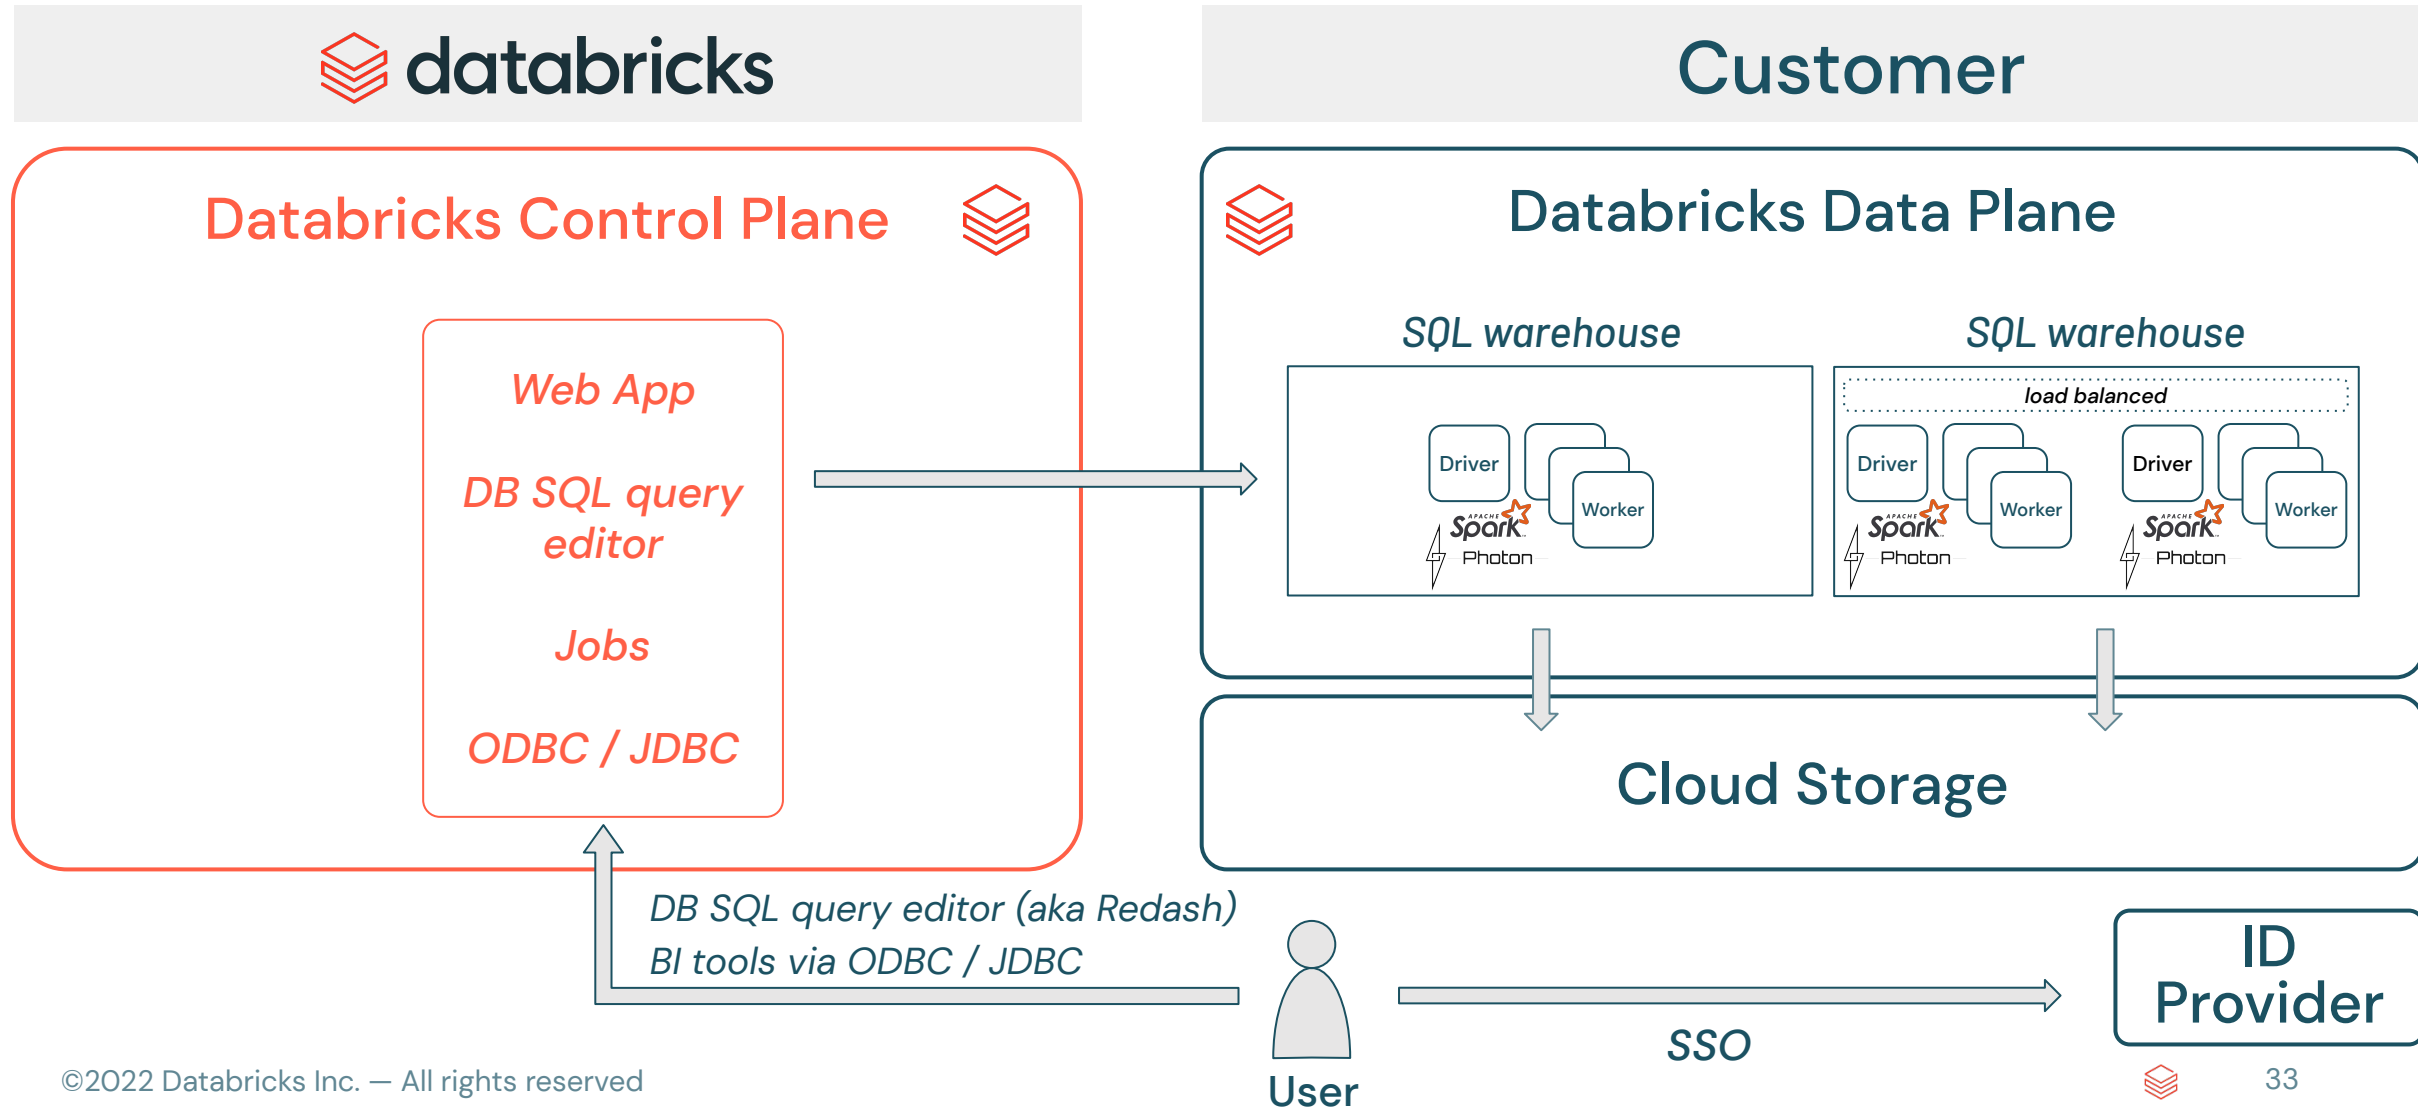 databricks
Customer
Databricks Control Plane
Web App
DB SQL query
editor
Jobs
ODBC / JDBC
Databricks Data Plane
SQL warehouse
Driver
Worker
APACHE
Spark
Photon
SQL warehouse
load balanced
Driver
Worker
APACHE
Spark
Photon
Driver
Worker
APACHE
Spark
Photon
Cloud Storage
DB SQL query editor (aka Redash)
BI tools via ODBC / JDBC
User
SSO
ID
Provider
©2022 Databricks Inc. — All rights reserved
33